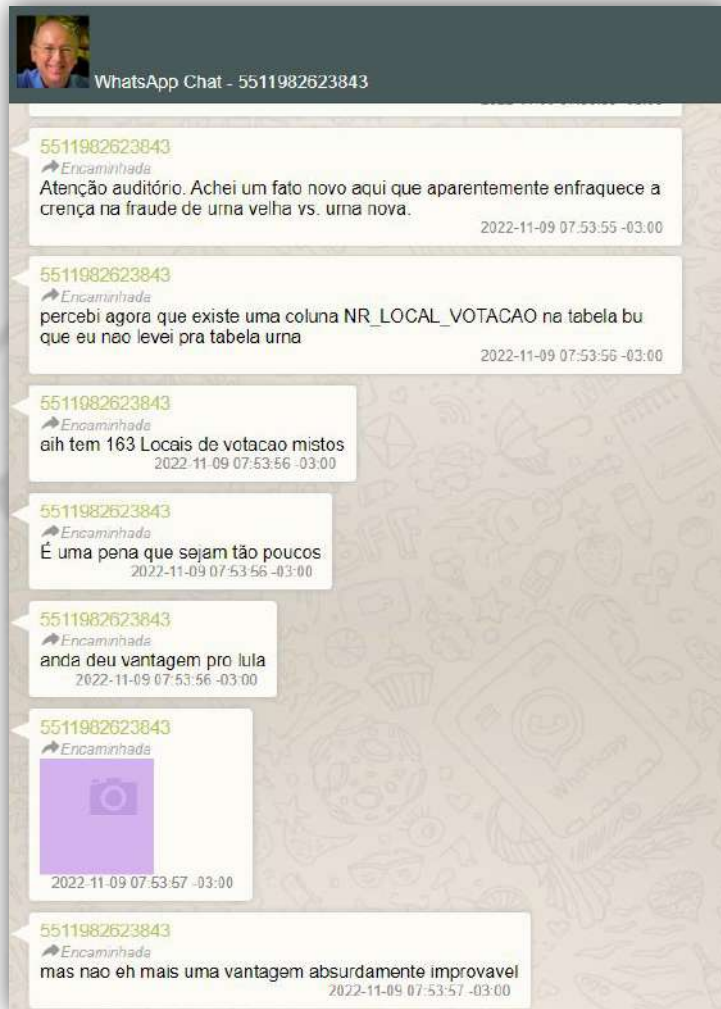 WhatsApp Chat - 5511982623843
5511982623843
Encaminhada
Atenção auditório. Achei um fato novo aqui que aparentemente enfraquece a
crença na fraude de urna velha vs. urna nova.
2022-11-09 07:53:55 -03:00
5511982623843
Encaminhada
percebi agora que existe uma coluna NR_LOCAL_VOTACAO na tabela bu
que eu nao levei pra tabela urna
2022-11-09 07:53:56 -03:00
5511982623843
Encaminhada
aih tem 163 Locais de votacao mistos
2022-11-09 07:53:56 -03:00
5511982623843
Encaminhada
É uma pena que sejam tão poucos
2022-11-09 07:53:56 -03:00
5511982623843
Encaminhada
anda deu vantagem pro lula
2022-11-09 07:53:56 -03:00
5511982623843
Encaminhada
2022-11-09 07:53:57 -03:00
5511982623843
Encaminhada
mas nao eh mais uma vantagem absurdamente improvavel
2022-11-09 07:53:57 -03:00